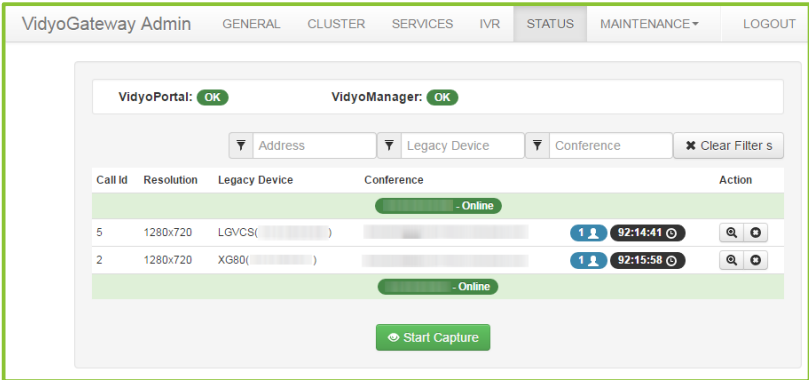 VidyoGateway Admin GENERAL CLUSTER SERVICES IVR STATUS MAINTENANCE LOGOUT
VidyoPortal: OK VidyoManager: OK
Address Legacy Device Conference Clear Filter s
Call Id Resolution Legacy Device Conference Action
- Online
5 1280x720 LGVCS( ) 1 92:14:41
2 1280x720 XG80( ) 1 92:15:58
- Online
Start Capture